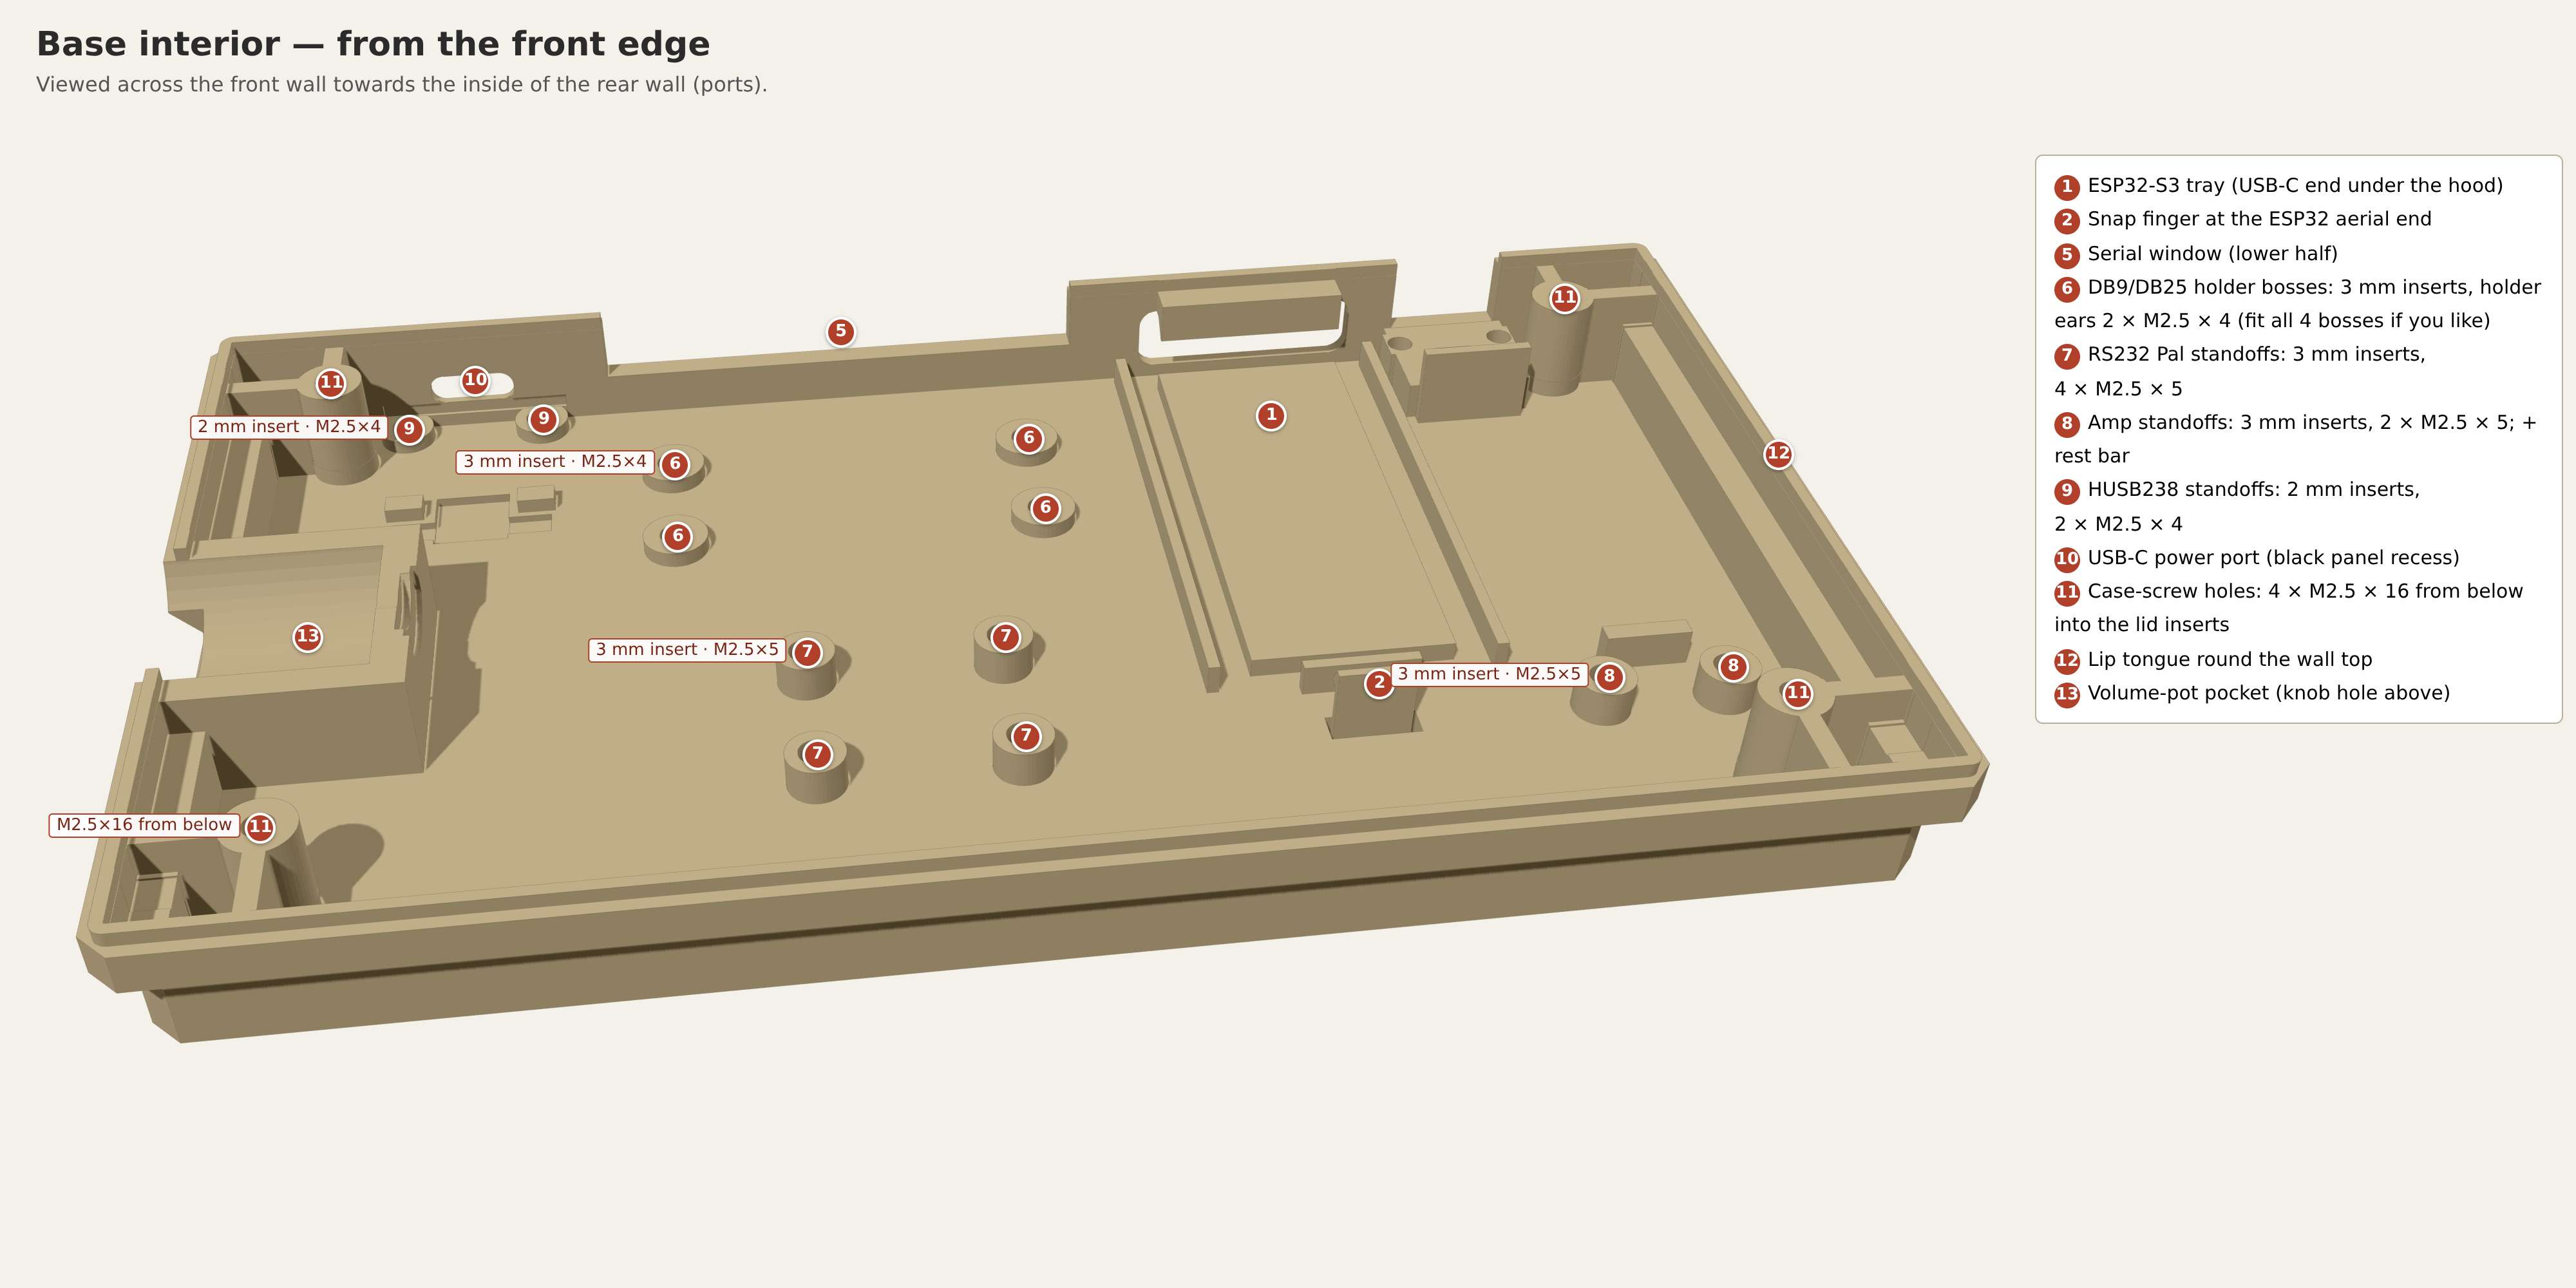 Base interior — from the front edge
Viewed across the front wall towards the inside of the rear wall (ports).
1 ESP32-S3 tray (USB-C end under the hood)
2 Snap finger at the ESP32 aerial end
5 Serial window (lower half)
6 DB9/DB25 holder bosses: 3 mm inserts, holder
ears 2 × M2.5 × 4 (fit all 4 bosses if you like)
7 RS232 Pal standoffs: 3 mm inserts,
4 × M2.5 × 5
8 Amp standoffs: 3 mm inserts, 2 × M2.5 × 5; +
rest bar
9 HUSB238 standoffs: 2 mm inserts,
2 × M2.5 × 4
10 USB-C power port (black panel recess)
11 Case-screw holes: 4 × M2.5 × 16 from below
into the lid inserts
12 Lip tongue round the wall top
13 Volume-pot pocket (knob hole above)
11
5
11
10
9
2 mm insert · M2.5×4
9
1
6
12
3 mm insert · M2.5×4
6
6
6
13
3 mm insert · M2.5×5
7
7
2
3 mm insert · M2.5×5
8
8
11
7
7
M2.5×16 from below
11